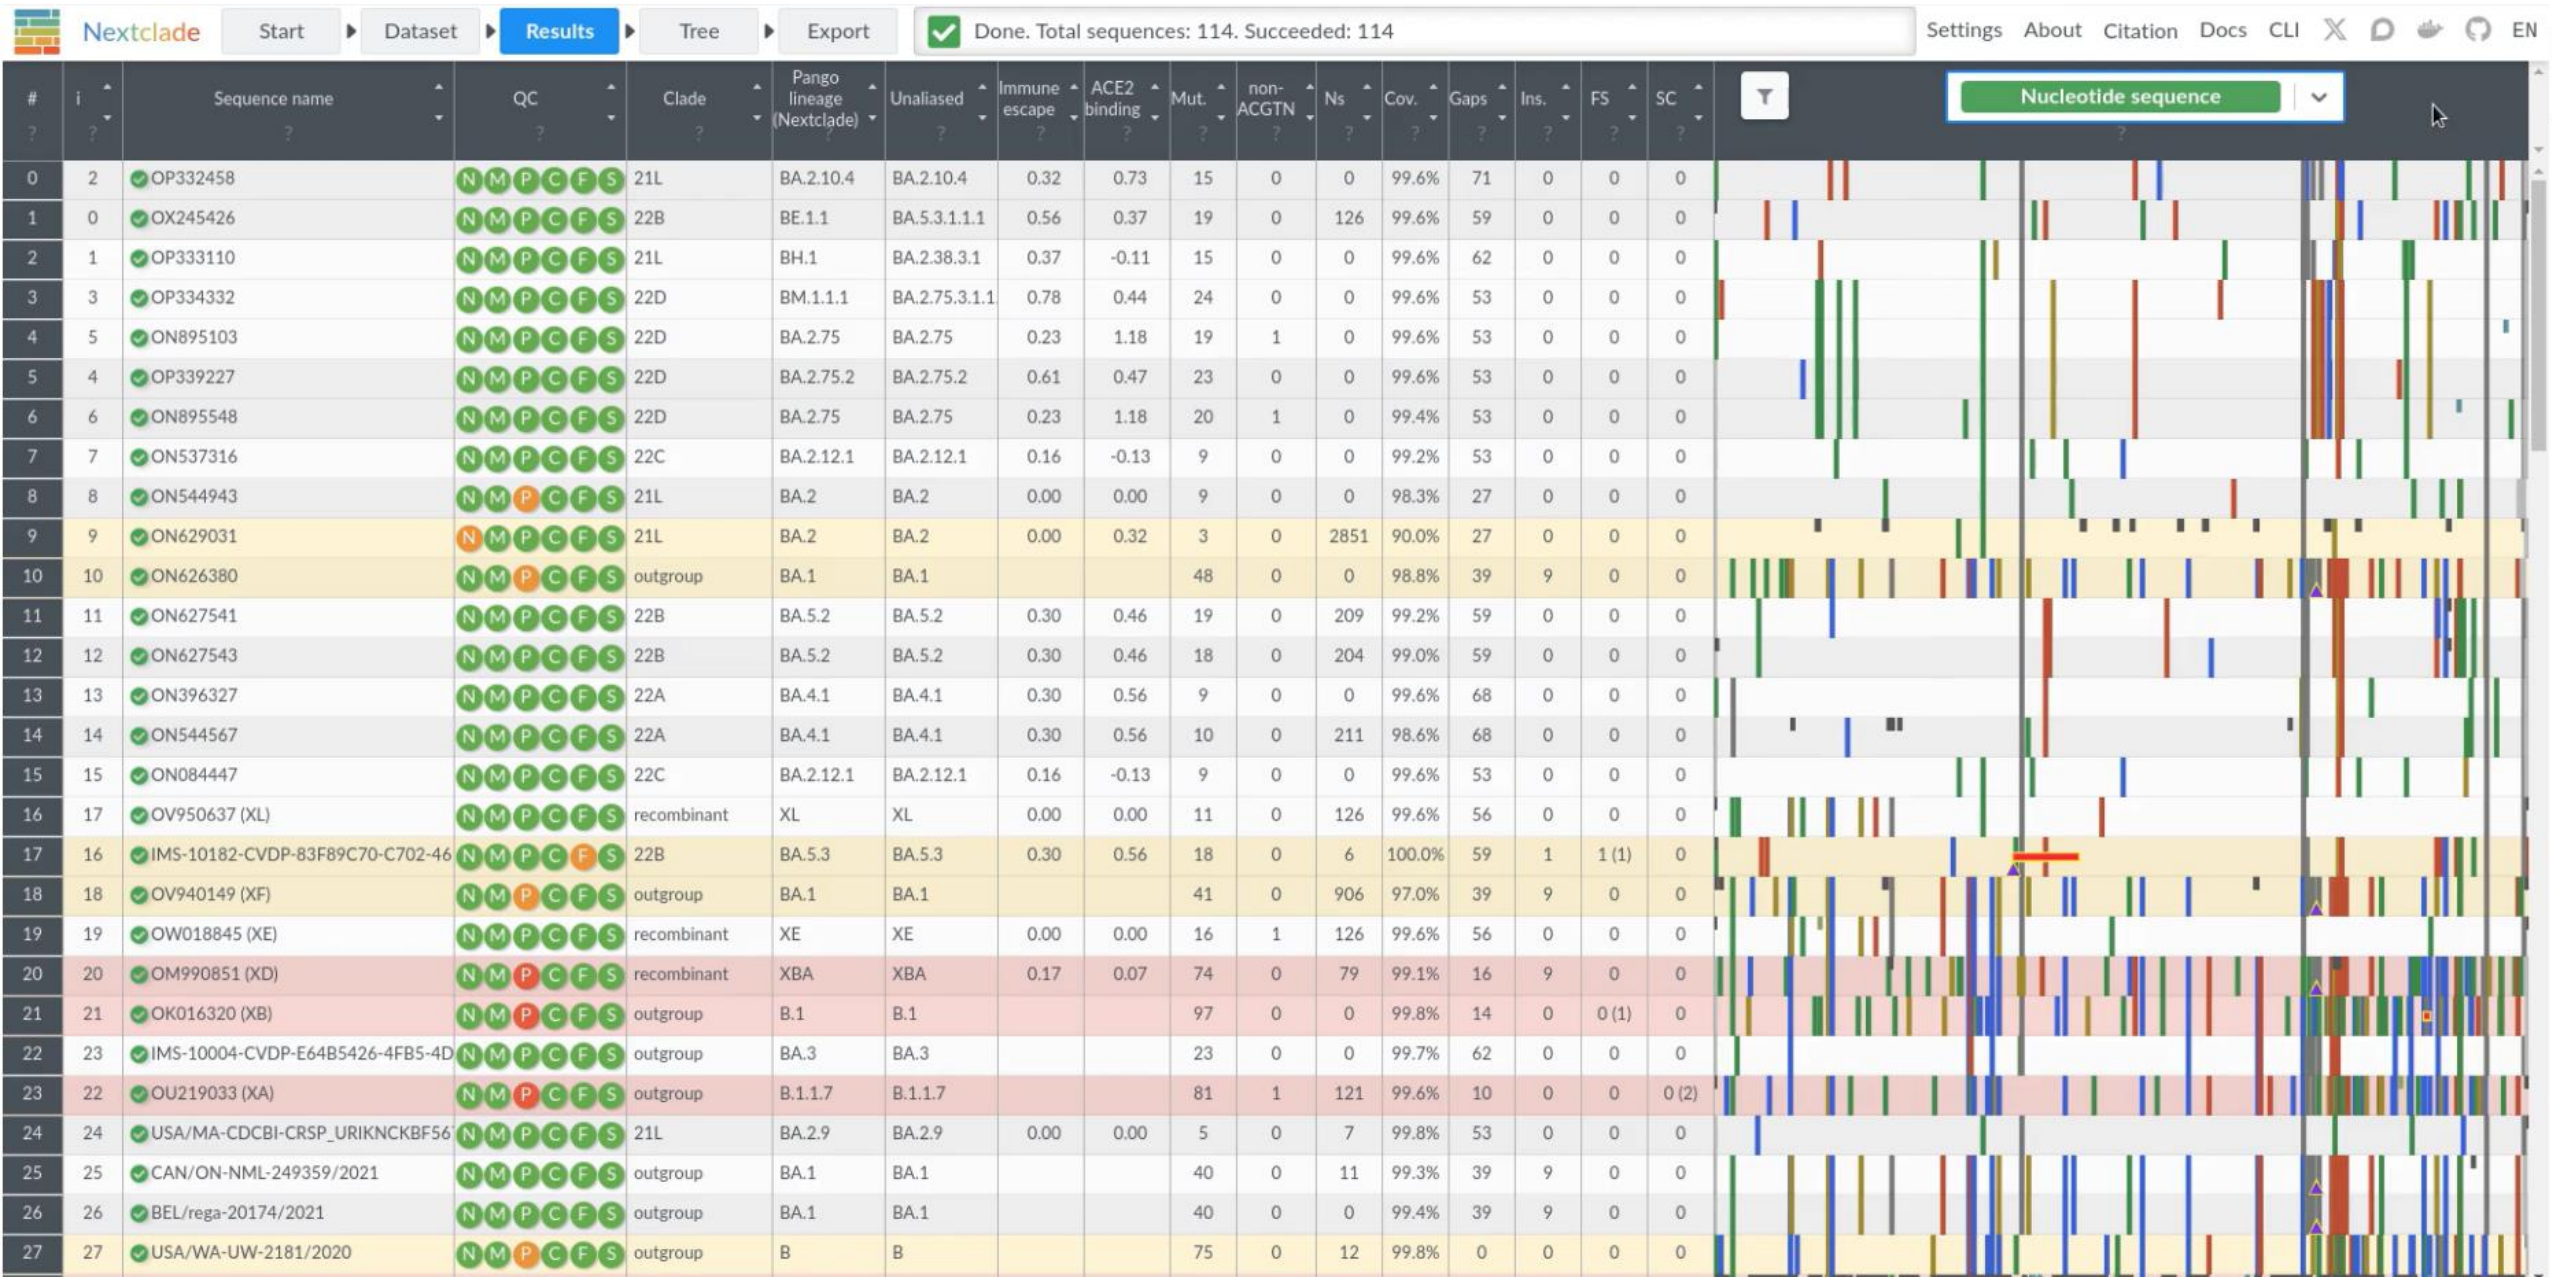 Nextclade Start Dataset Results Tree Export Done. Total sequences: 114. Succeeded: 114 Settings About Citation Docs CLI EN
# i Sequence name QC Clade Pango lineage (Nextclade) Unaliased Immune escape ACE2 binding Mut. non-ACGTN Ns Cov. Gaps Ins. FS SC Nucleotide sequence
? ? ? ? ? ? ? ? ? ? ? ? ? ? ? ?
0 2 OP332458 N M P C F S 21L BA.2.10.4 BA.2.10.4 0.32 0.73 15 0 0 99.6% 71 0 0 0
1 0 OX245426 N M P C F S 22B BE.1.1 BA.5.3.1.1.1 0.56 0.37 19 0 126 99.6% 59 0 0 0
2 1 OP333110 N M P C F S 21L BH.1 BA.2.38.3.1 0.37 -0.11 15 0 0 99.6% 62 0 0 0
3 3 OP334332 N M P C F S 22D BM.1.1.1 BA.2.75.3.1.1. 0.78 0.44 24 0 0 99.6% 53 0 0 0
4 5 ON895103 N M P C F S 22D BA.2.75 BA.2.75 0.23 1.18 19 1 0 99.6% 53 0 0 0
5 4 OP339227 N M P C F S 22D BA.2.75.2 BA.2.75.2 0.61 0.47 23 0 0 99.6% 53 0 0 0
6 6 ON895548 N M P C F S 22D BA.2.75 BA.2.75 0.23 1.18 20 1 0 99.4% 53 0 0 0
7 7 ON537316 N M P C F S 22C BA.2.12.1 BA.2.12.1 0.16 -0.13 9 0 0 99.2% 53 0 0 0
8 8 ON544943 N M P C F S 21L BA.2 BA.2 0.00 0.00 9 0 0 98.3% 27 0 0 0
9 9 ON629031 N M P C F S 21L BA.2 BA.2 0.00 0.32 3 0 2851 90.0% 27 0 0 0
10 10 ON626380 N M P C F S outgroup BA.1 BA.1 48 0 0 98.8% 39 9 0 0
11 11 ON627541 N M P C F S 22B BA.5.2 BA.5.2 0.30 0.46 19 0 209 99.2% 59 0 0 0
12 12 ON627543 N M P C F S 22B BA.5.2 BA.5.2 0.30 0.46 18 0 204 99.0% 59 0 0 0
13 13 ON396327 N M P C F S 22A BA.4.1 BA.4.1 0.30 0.56 9 0 0 99.6% 68 0 0 0
14 14 ON544567 N M P C F S 22A BA.4.1 BA.4.1 0.30 0.56 10 0 211 98.6% 68 0 0 0
15 15 ON084447 N M P C F S 22C BA.2.12.1 BA.2.12.1 0.16 -0.13 9 0 0 99.6% 53 0 0 0
16 17 OV950637 (XL) N M P C F S recombinant XL XL 0.00 0.00 11 0 126 99.6% 56 0 0 0
17 16 IMS-10182-CVDP-83F89C70-C702-46 N M P C F S 22B BA.5.3 BA.5.3 0.30 0.56 18 0 6 100.0% 59 1 1 (1) 0
18 18 OV940149 (XF) N M P C F S outgroup BA.1 BA.1 41 0 906 97.0% 39 9 0 0
19 19 OW018845 (XE) N M P C F S recombinant XE XE 0.00 0.00 16 1 126 99.6% 56 0 0 0
20 20 OM990851 (XD) N M P C F S recombinant XBA XBA 0.17 0.07 74 0 79 99.1% 16 9 0 0
21 21 OK016320 (XB) N M P C F S outgroup B.1 B.1 97 0 0 99.8% 14 0 0 (1) 0
22 23 IMS-10004-CVDP-E64B5426-4FB5-4D N M P C F S outgroup BA.3 BA.3 23 0 0 99.7% 62 0 0 0
23 22 OU219033 (XA) N M P C F S outgroup B.1.1.7 B.1.1.7 81 1 121 99.6% 10 0 0 0 (2)
24 24 USA/MA-CDCBI-CRSP_URIKNCKBF56 N M P C F S 21L BA.2.9 BA.2.9 0.00 0.00 5 0 7 99.8% 53 0 0 0
25 25 CAN/ON-NML-249359/2021 N M P C F S outgroup BA.1 BA.1 40 0 11 99.3% 39 9 0 0
26 26 BEL/rega-20174/2021 N M P C F S outgroup BA.1 BA.1 40 0 0 99.4% 39 9 0 0
27 27 USA/WA-UW-2181/2020 N M P C F S outgroup B B 75 0 12 99.8% 0 0 0 0